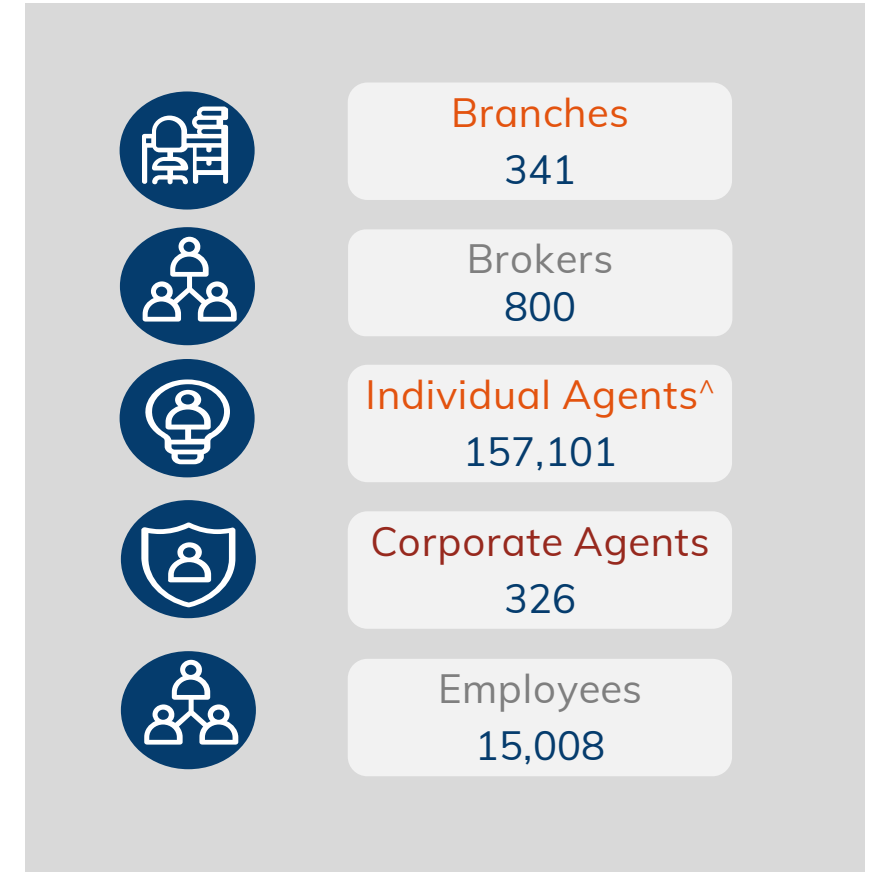 Branches
341
Brokers
800
Individual Agents^
157,101
Corporate Agents
326
Employees
15,008